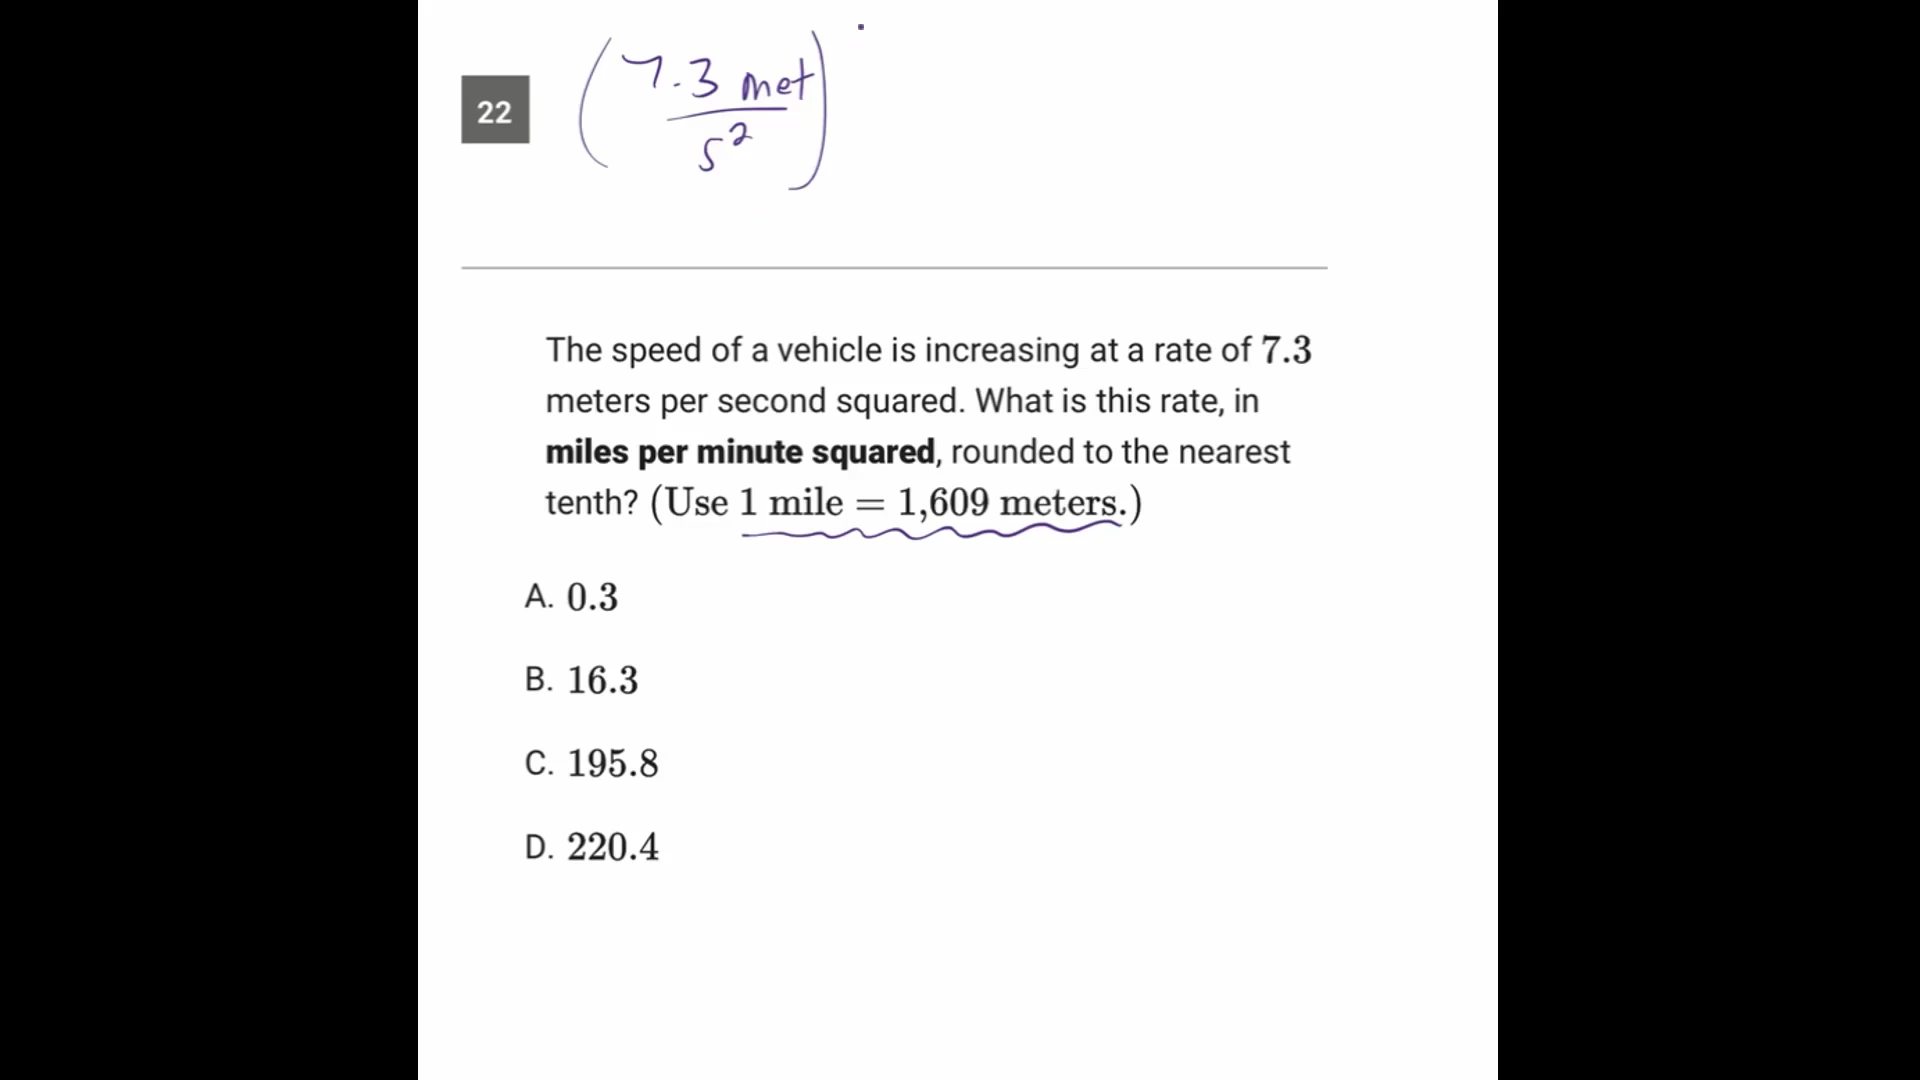 22
(7.3 met
s²)
The speed of a vehicle is increasing at a rate of 7.3
meters per second squared. What is this rate, in
miles per minute squared, rounded to the nearest
tenth? (Use 1 mile = 1,609 meters.)
A. 0.3
B. 16.3
C. 195.8
D. 220.4